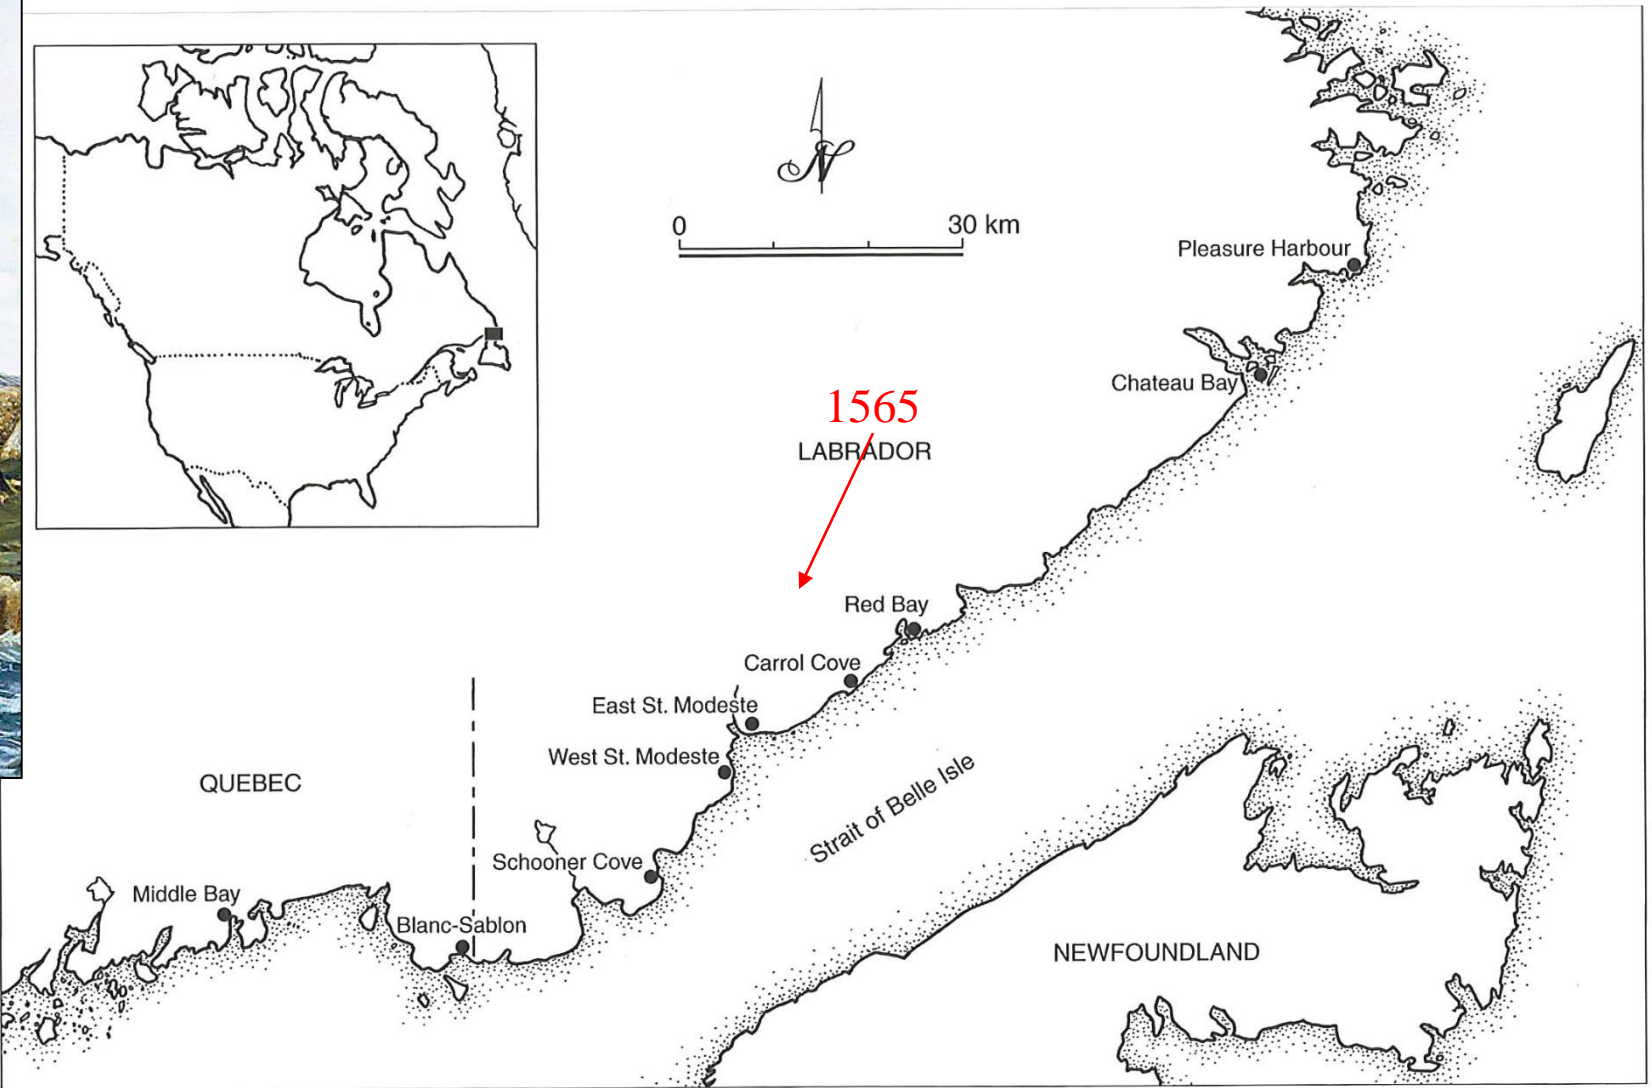 N
0 30 km
Pleasure Harbour
Chateau Bay
1565
LABRADOR
Red Bay
Carrol Cove
East St. Modeste
West St. Modeste
QUEBEC
Strait of Belle Isle
Schooner Cove
Middle Bay
Blanc-Sablon
NEWFOUNDLAND